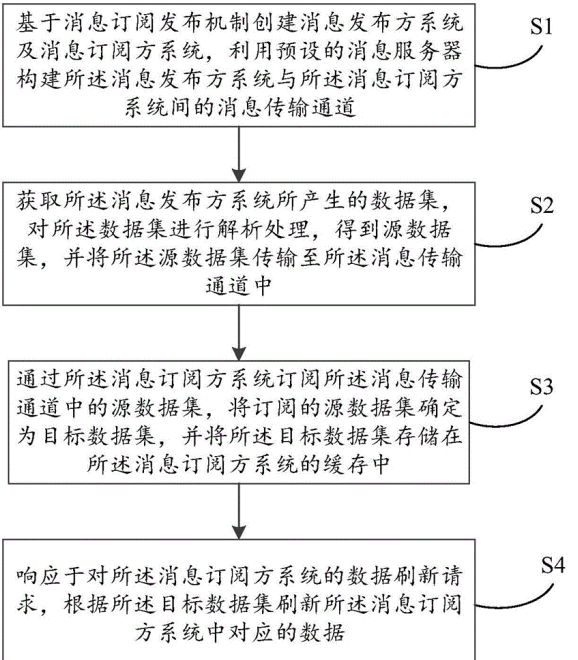 基于消息订阅发布机制创建消息发布方系统
及消息订阅方系统，利用预设的消息服务器
构建所述消息发布方系统与所述消息订阅方
系统间的消息传输通道
S1
获取所述消息发布方系统所产生的数据集，
对所述数据集进行解析处理，得到源数据
集，并将所述源数据集传输至所述消息传输
通道中
S2
通过所述消息订阅方系统订阅所述消息传输
通道中的源数据集，将订阅的源数据集确定
为目标数据集，并将所述目标数据集存储在
所述消息订阅方系统的缓存中
S3
响应于对所述消息订阅方系统的数据刷新请
求，根据所述目标数据集刷新所述消息订阅
方系统中对应的数据
S4